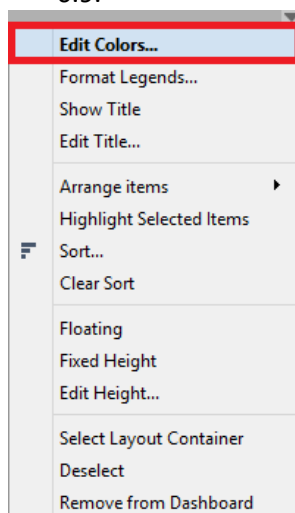 Edit Colors...
Format Legends...
Show Title
Edit Title...
Arrange items
Highlight Selected Items
Sort...
Clear Sort
Floating
Fixed Height
Edit Height...
Select Layout Container
Deselect
Remove from Dashboard